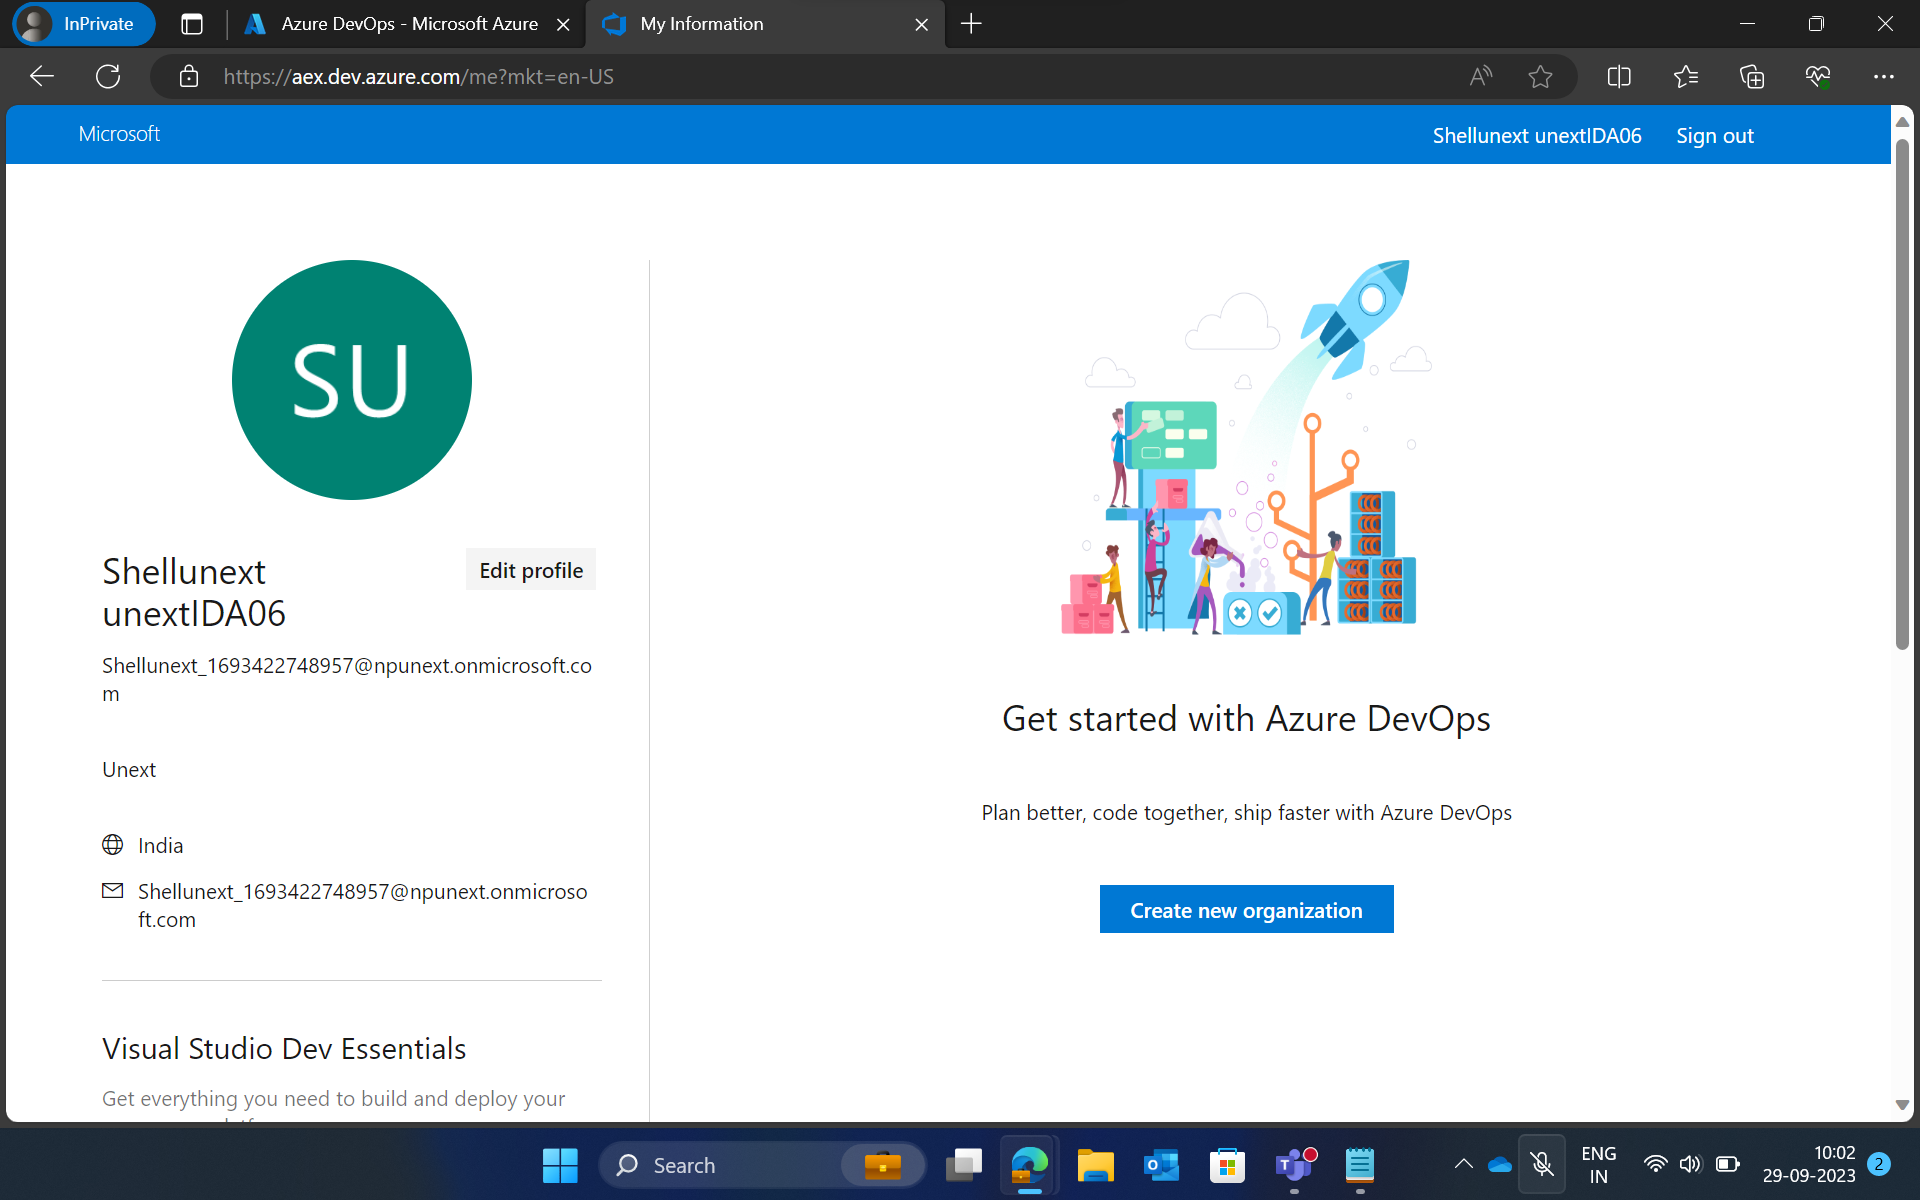 InPrivate
Azure DevOps - Microsoft Azure
My Information
https://aex.dev.azure.com/me?mkt=en-US
Microsoft
Shellunext unextIDA06
Sign out
SU
Shellunext
unextIDA06
Edit profile
Shellunext_1693422748957@npunext.onmicrosoft.co
m
Unext
India
Shellunext_1693422748957@npunext.onmicroso
ft.com
Visual Studio Dev Essentials
Get everything you need to build and deploy your
Get started with Azure DevOps
Plan better, code together, ship faster with Azure DevOps
Create new organization
Search
ENG
IN
10:02
29-09-2023
2